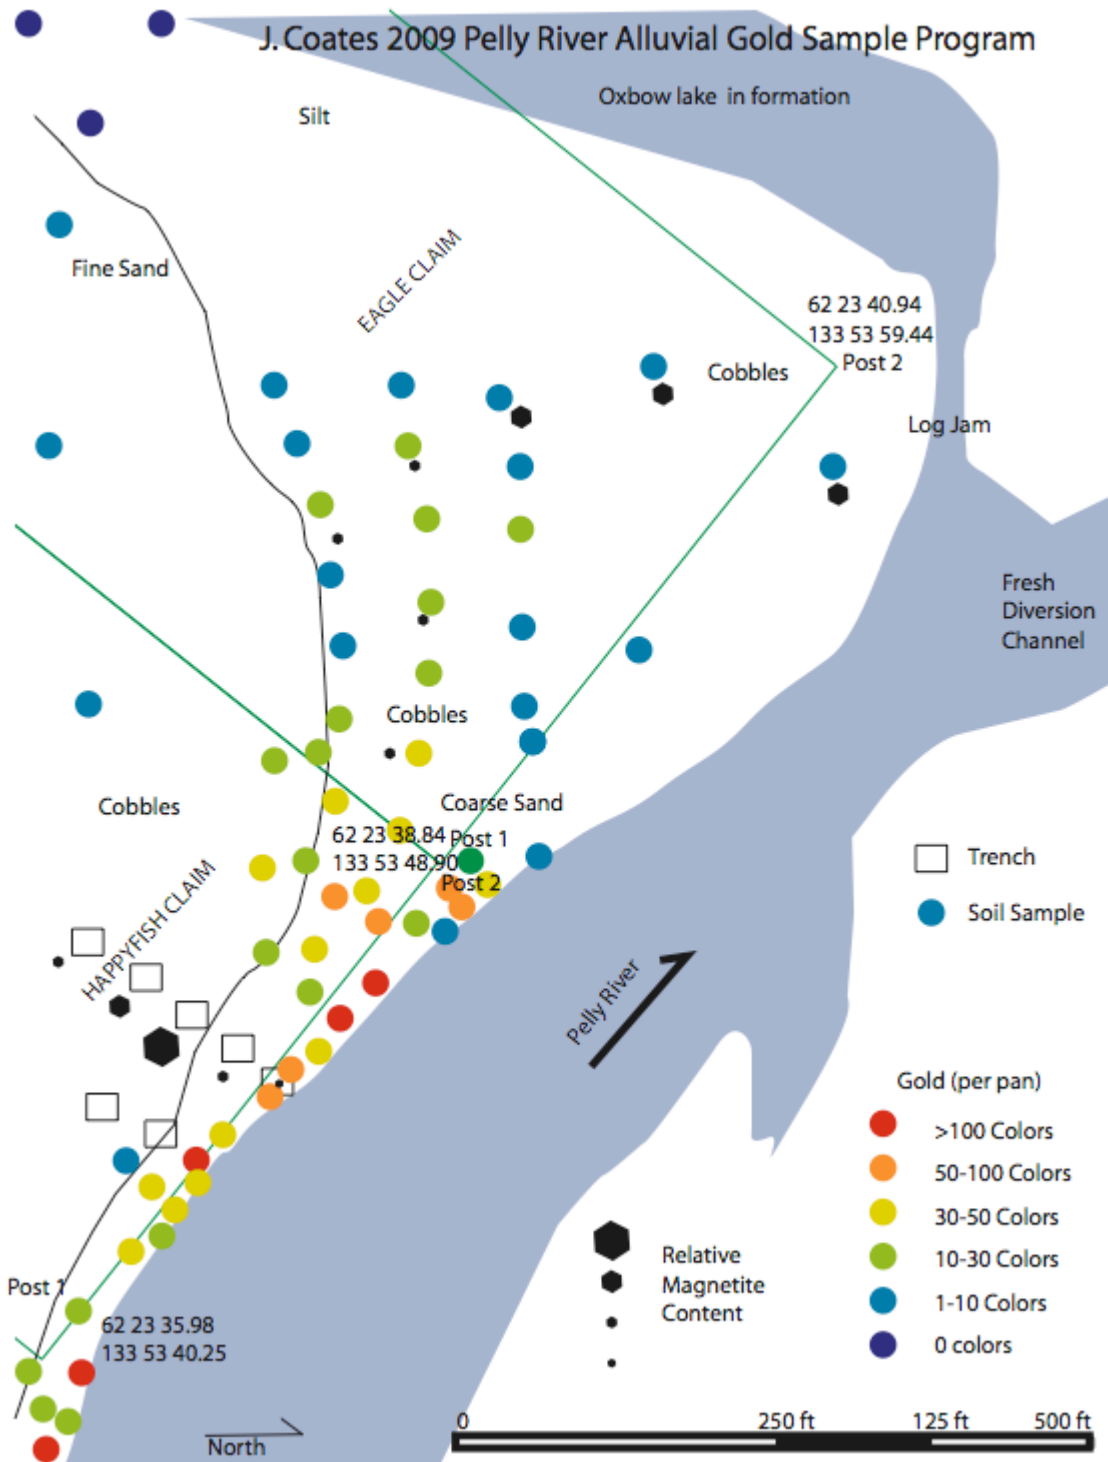 J. Coates 2009 Pelly River Alluvial Gold Sample Program
Oxbow lake in formation
Silt
Fine Sand
EAGLE CLAIM
62 23 40.94
133 53 59.44
Post 2
Cobbles
Log Jam
Fresh
Diversion
Channel
Cobbles
Cobbles
Coarse Sand
62 23 38.84
Post 1
133 53 48.90
Post 2
HAPPYFISH CLAIM
Trench
Soil Sample
Pelly River
Gold (per pan)
>100 Colors
50-100 Colors
30-50 Colors
10-30 Colors
1-10 Colors
0 colors
Relative
Magnetite
Content
Post 1
62 23 35.98
133 53 40.25
North
0 250 ft 125 ft 500 ft